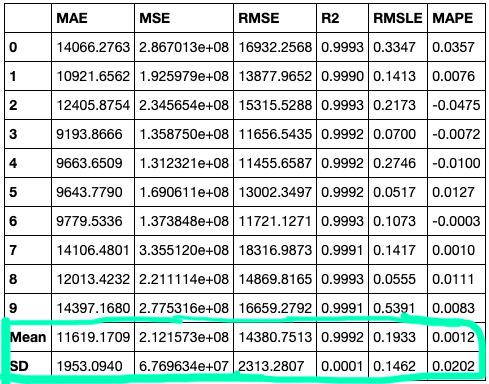 MAE MSE RMSE R2 RMSLE MAPE
0 14066.2763 2.867013e+08 16932.2568 0.9993 0.3347 0.0357
1 10921.6562 1.925979e+08 13877.9652 0.9990 0.1413 0.0076
2 12405.8754 2.345654e+08 15315.5288 0.9993 0.2173 -0.0475
3 9193.8666 1.358750e+08 11656.5435 0.9992 0.0700 -0.0072
4 9663.6509 1.312321e+08 11455.6587 0.9992 0.2746 -0.0100
5 9643.7790 1.690611e+08 13002.3497 0.9992 0.0517 0.0127
6 9779.5336 1.373848e+08 11721.1271 0.9993 0.1073 -0.0003
7 14106.4801 3.355120e+08 18316.9873 0.9991 0.1417 0.0010
8 12013.4232 2.211114e+08 14869.8165 0.9993 0.0555 0.0111
9 14397.1680 2.775316e+08 16659.2792 0.9991 0.5391 0.0083
Mean 11619.1709 2.121573e+08 14380.7513 0.9992 0.1933 0.0012
SD 1953.0940 6.769634e+07 2313.2807 0.0001 0.1462 0.0202